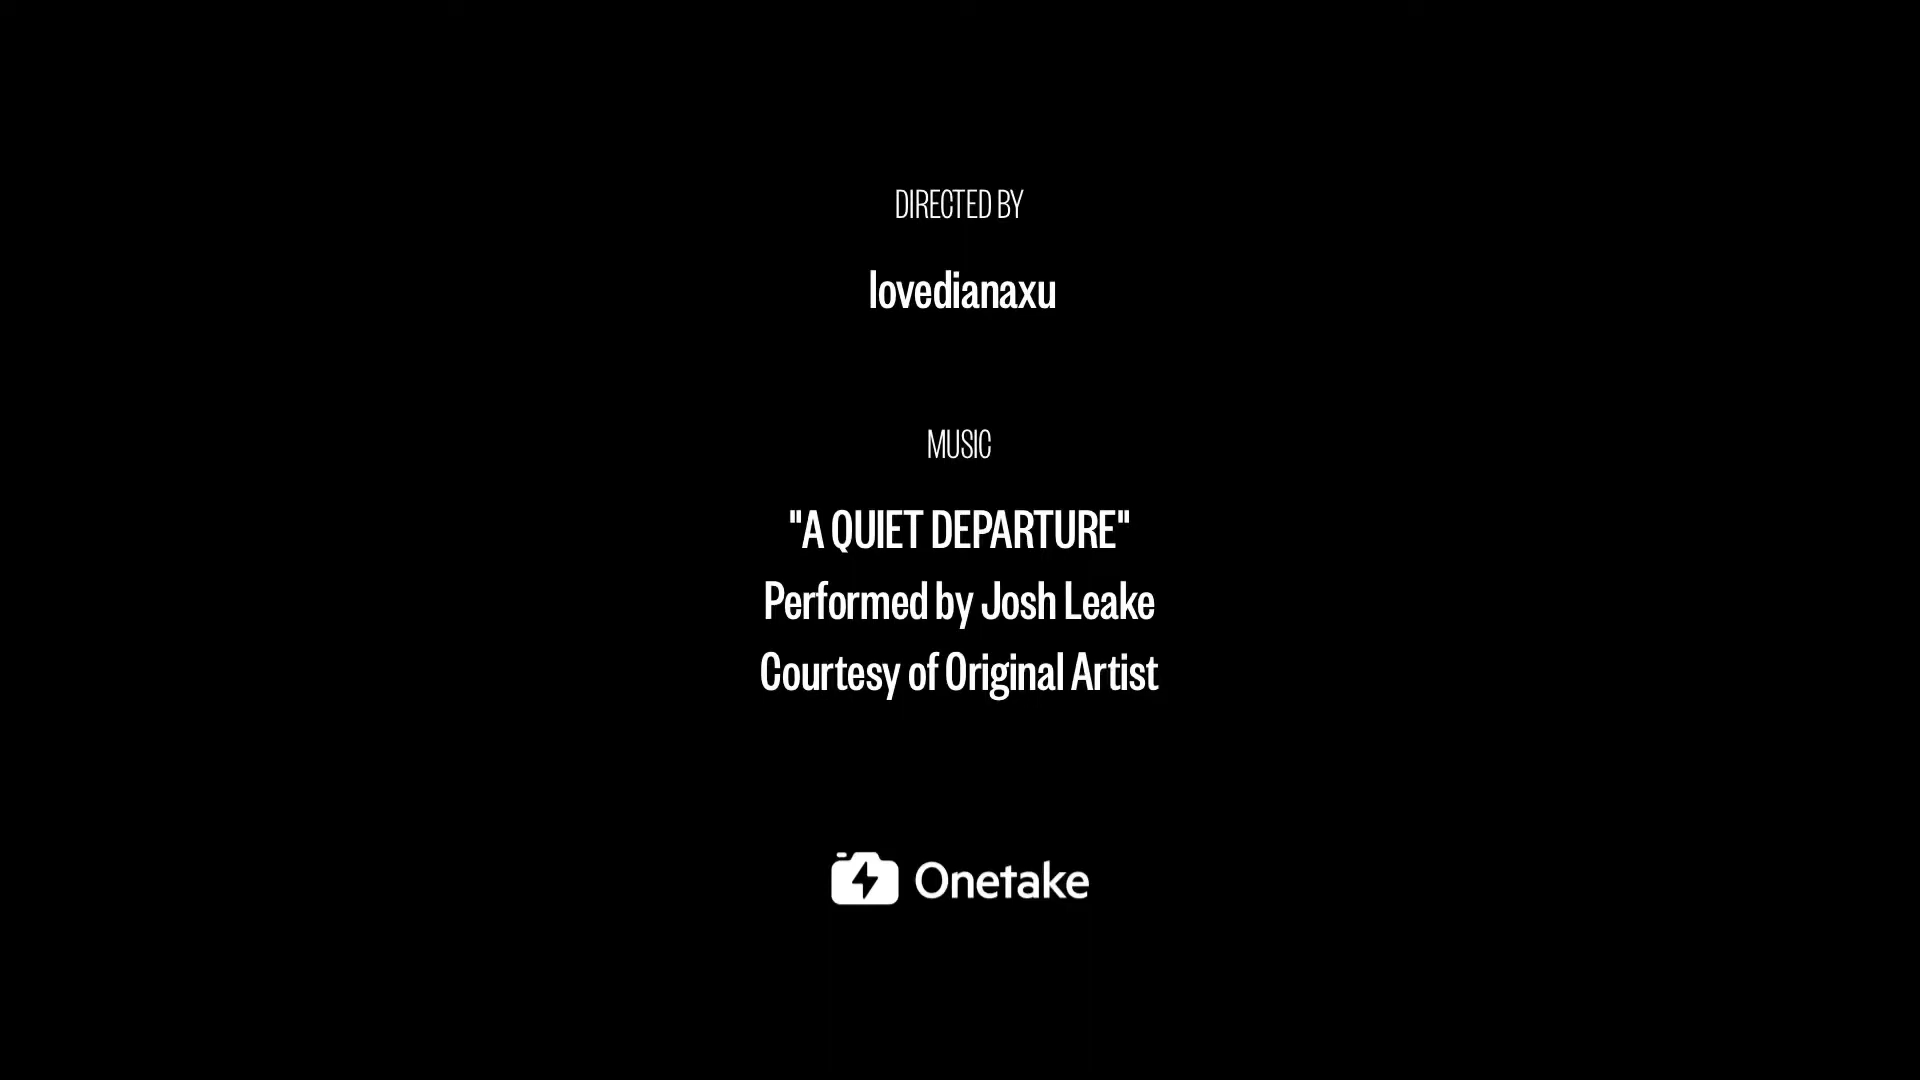 DIRECTED BY
lovedianaxu
MUSIC
"A QUIET DEPARTURE"
Performed by Josh Leake
Courtesy of Original Artist
Onetake